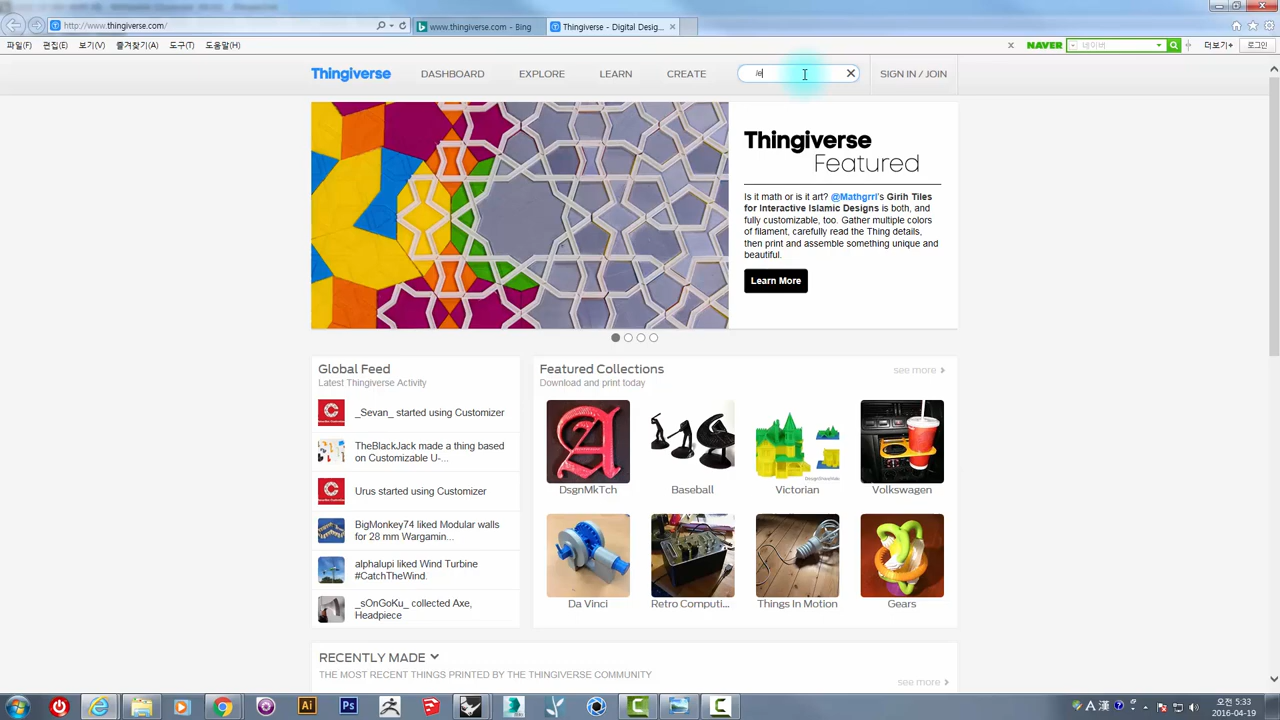 http://www.thingiverse.com/
www.thingiverse.com - Bing
Thingiverse - Digital Desig...
파일(F) 편집(E) 보기(V) 즐겨찾기(A) 도구(T) 도움말(H)
NAVER 네이버 더보기+ 로그인
Thingiverse DASHBOARD EXPLORE LEARN CREATE /e SIGN IN / JOIN
Thingiverse
Featured
Is it math or is it art? @Mathgrrl's Girih Tiles
for Interactive Islamic Designs is both, and
fully customizable, too. Gather multiple colors
of filament, carefully read the Thing details,
then print and assemble something unique and
beautiful.
Learn More
Global Feed
Latest Thingiverse Activity
_Sevan_ started using Customizer
TheBlackJack made a thing based
on Customizable U-...
Urus started using Customizer
BigMonkey74 liked Modular walls
for 28 mm Wargamin...
alphalupi liked Wind Turbine
#CatchTheWind.
_sOnGoKu_ collected Axe,
Headpiece
Featured Collections
see more
Download and print today
DsgnMkTch Baseball Victorian Volkswagen
Da Vinci Retro Computi... Things In Motion Gears
RECENTLY MADE
THE MOST RECENT THINGS PRINTED BY THE THINGIVERSE COMMUNITY
see more
Ai Ps
A 漢
오전 5:33
2016-04-19